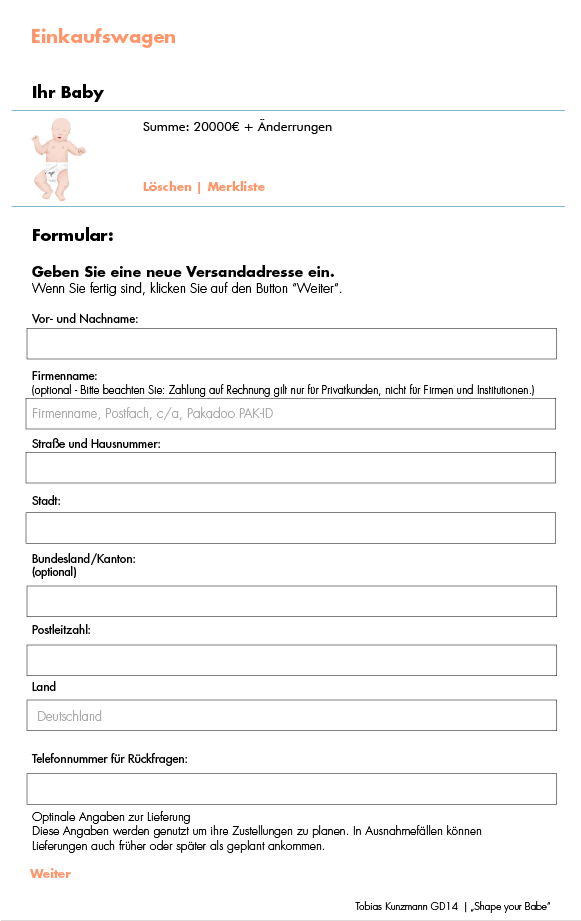 Einkaufswagen
Ihr Baby
Summe: 20000€ + Änderrungen
Löschen | Merkliste
Formular:
Geben Sie eine neue Versandadresse ein.
Wenn Sie fertig sind, klicken Sie auf den Button "Weiter".
Vor- und Nachname:
Firmenname:
(optional - Bitte beachten Sie: Zahlung auf Rechnung gilt nur für Privatkunden, nicht für Firmen und Institutionen.)
Firmenname, Postfach, c/a, Pakadoo PAK-ID
Straße und Hausnummer:
Stadt:
Bundesland/Kanton:
(optional)
Postleitzahl:
Land
Deutschland
Telefonnummer für Rückfragen:
Optinale Angaben zur Lieferung
Diese Angaben werden genutzt um ihre Zustellungen zu planen. In Ausnahmefällen können
Lieferungen auch früher oder später als geplant ankommen.
Weiter
Tobias Kunzmann GD14 | „Shape your Babe"